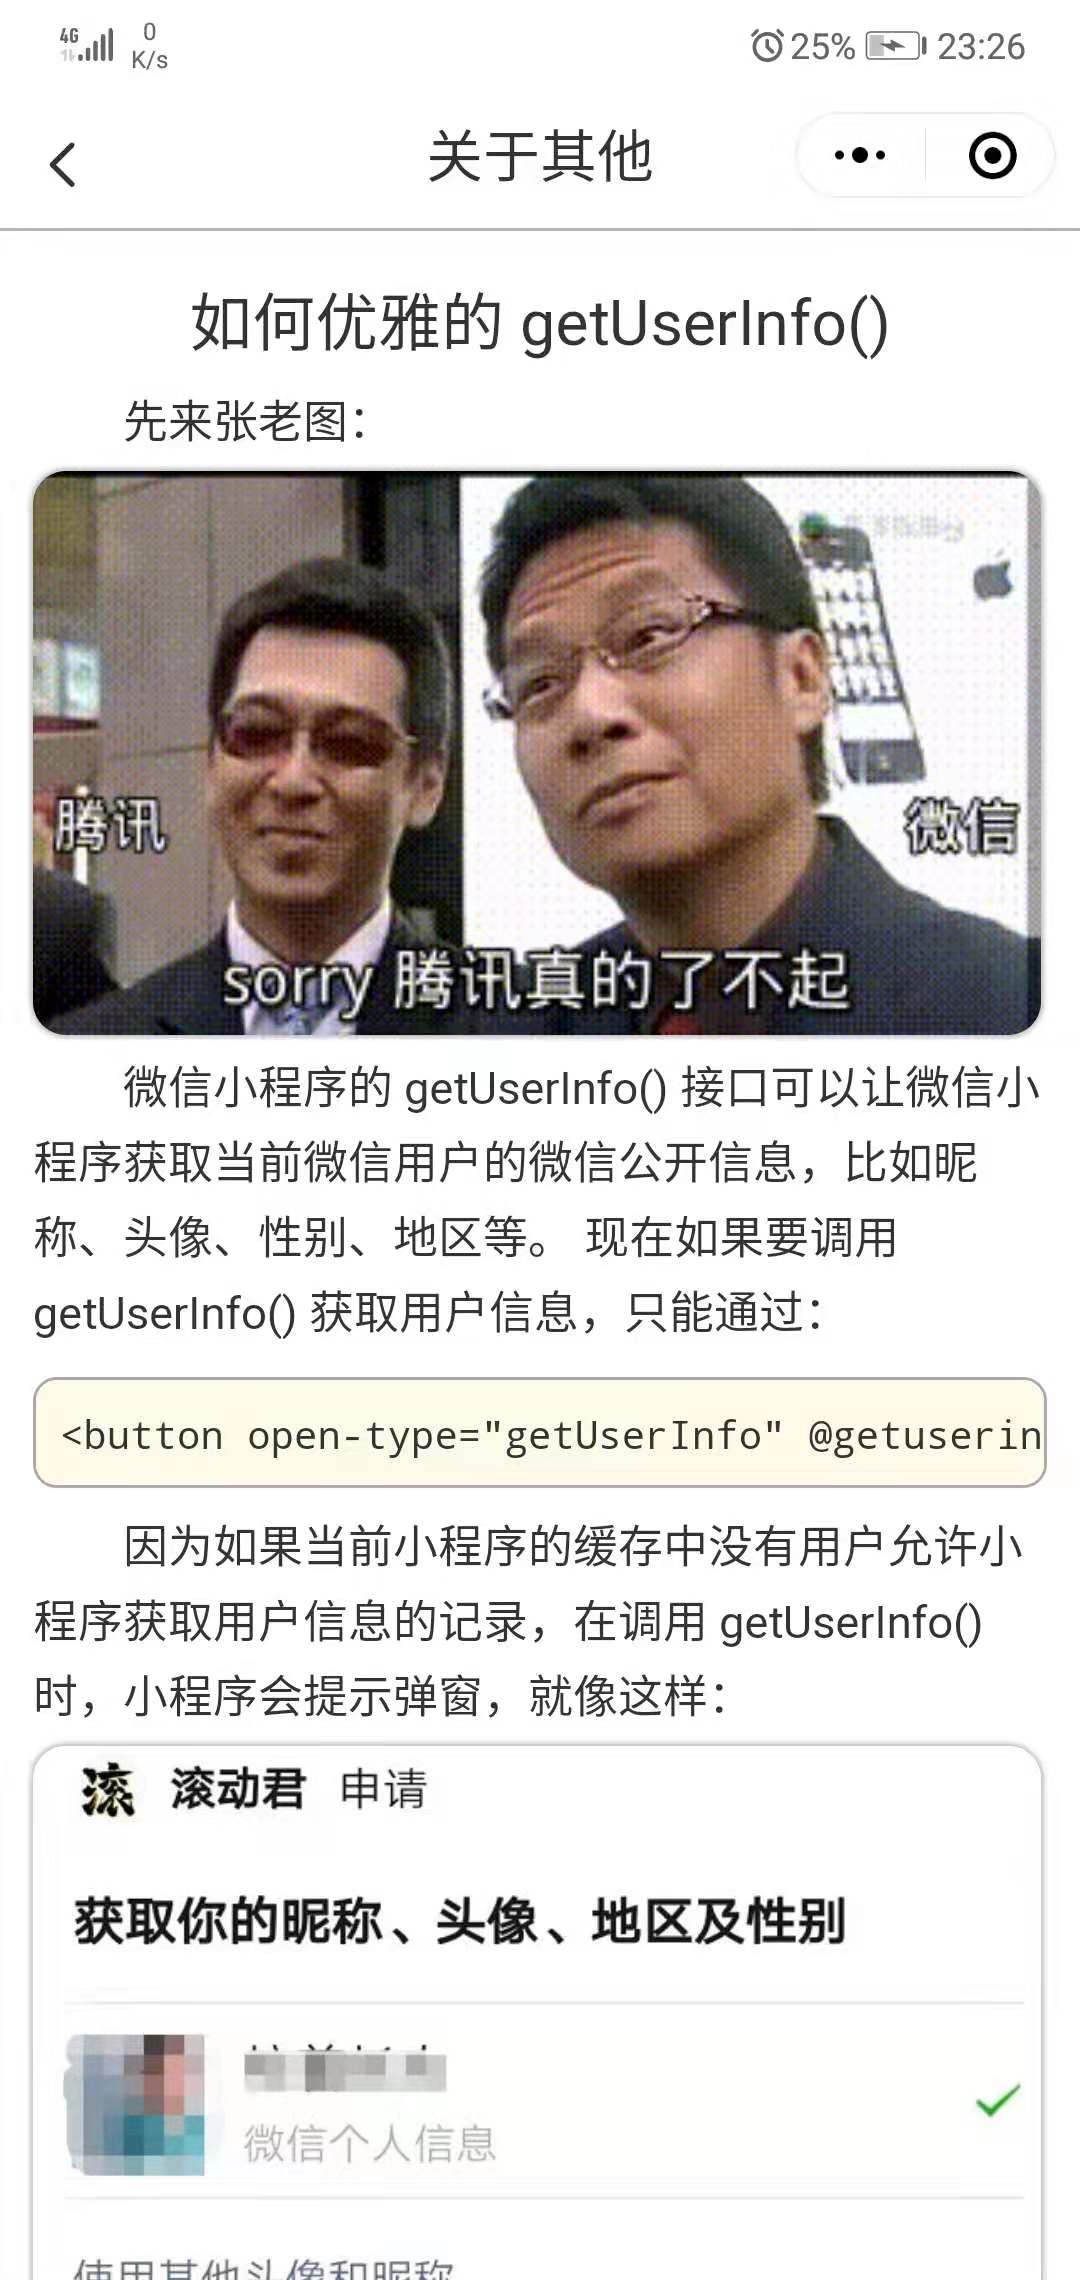 4G 0 K/s 25% 23:26
关于其他
如何优雅的 getUserInfo()
先来张老图：
腾讯
微信
sorry 腾讯真的了不起
微信小程序的 getUserInfo() 接口可以让微信小
程序获取当前微信用户的微信公开信息，比如昵
称、头像、性别、地区等。 现在如果要调用
getUserInfo() 获取用户信息，只能通过：
<button open-type="getUserInfo" @getuserin
因为如果当前小程序的缓存中没有用户允许小
程序获取用户信息的记录，在调用 getUserInfo()
时，小程序会提示弹窗，就像这样：
滚 滚动君 申请
获取你的昵称、头像、地区及性别
微信个人信息
使用其他头像和昵称